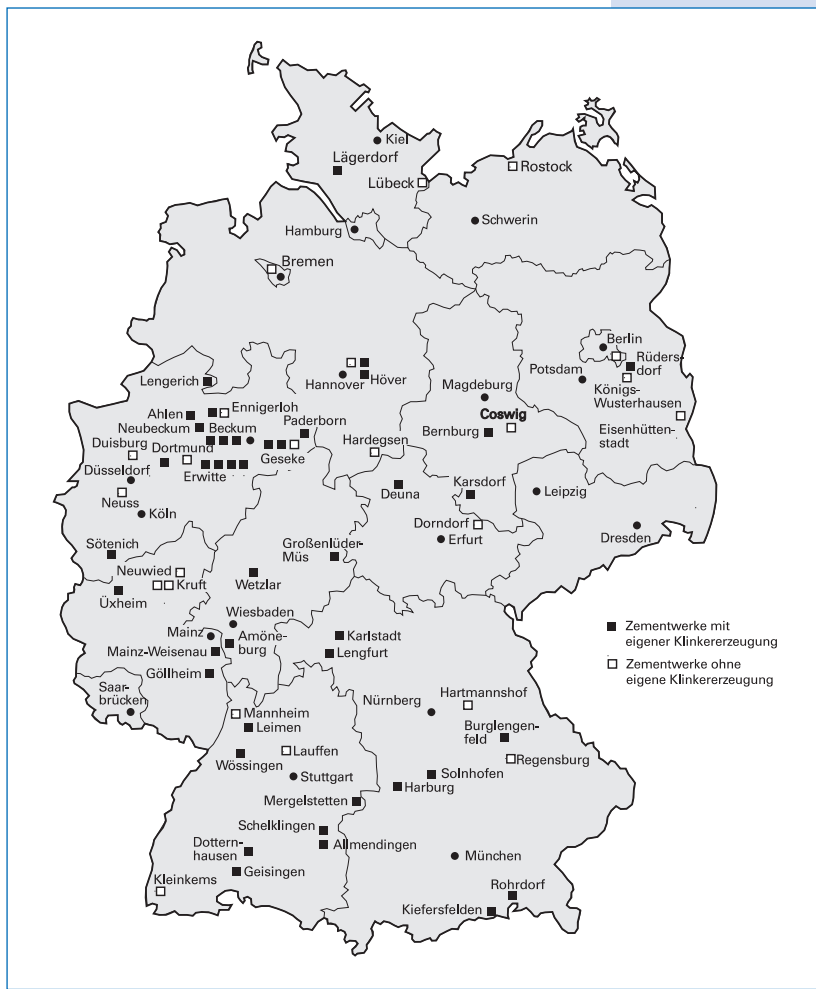 Kiel
Lägerdorf
Lübeck
Rostock
Schwerin
Hamburg
Bremen
Berlin
Rüders-
dorf
Potsdam
Königs-
Wusterhausen
Eisenhütten-
stadt
Lengerich
Hannover
Höver
Magdeburg
Coswig
Bernburg
Ahlen
Ennigerloh
Neubeckum
Beckum
Paderborn
Duisburg
Dortmund
Geseke
Hardegsen
Düsseldorf
Erwitte
Neuss
Köln
Deuna
Karsdorf
Leipzig
Dorndorf
Erfurt
Dresden
Sötenich
Großenlüder-
Müs
Neuwied
Kruft
Wetzlar
Üxheim
Wiesbaden
Mainz
Amöne-
burg
Karlstadt
Mainz-Weisenau
Lengfurt
Göllheim
Zementwerke mit
eigener Klinkererzeugung
Zementwerke ohne
eigene Klinkererzeugung
Saar-
brücken
Mannheim
Leimen
Nürnberg
Hartmannshof
Burglengen-
feld
Lauffen
Wössingen
Regensburg
Stuttgart
Solnhofen
Harburg
Mergelstetten
Schelklingen
Allmendingen
Dottern-
hausen
München
Geisingen
Kleinkems
Rohrdorf
Kiefersfelden